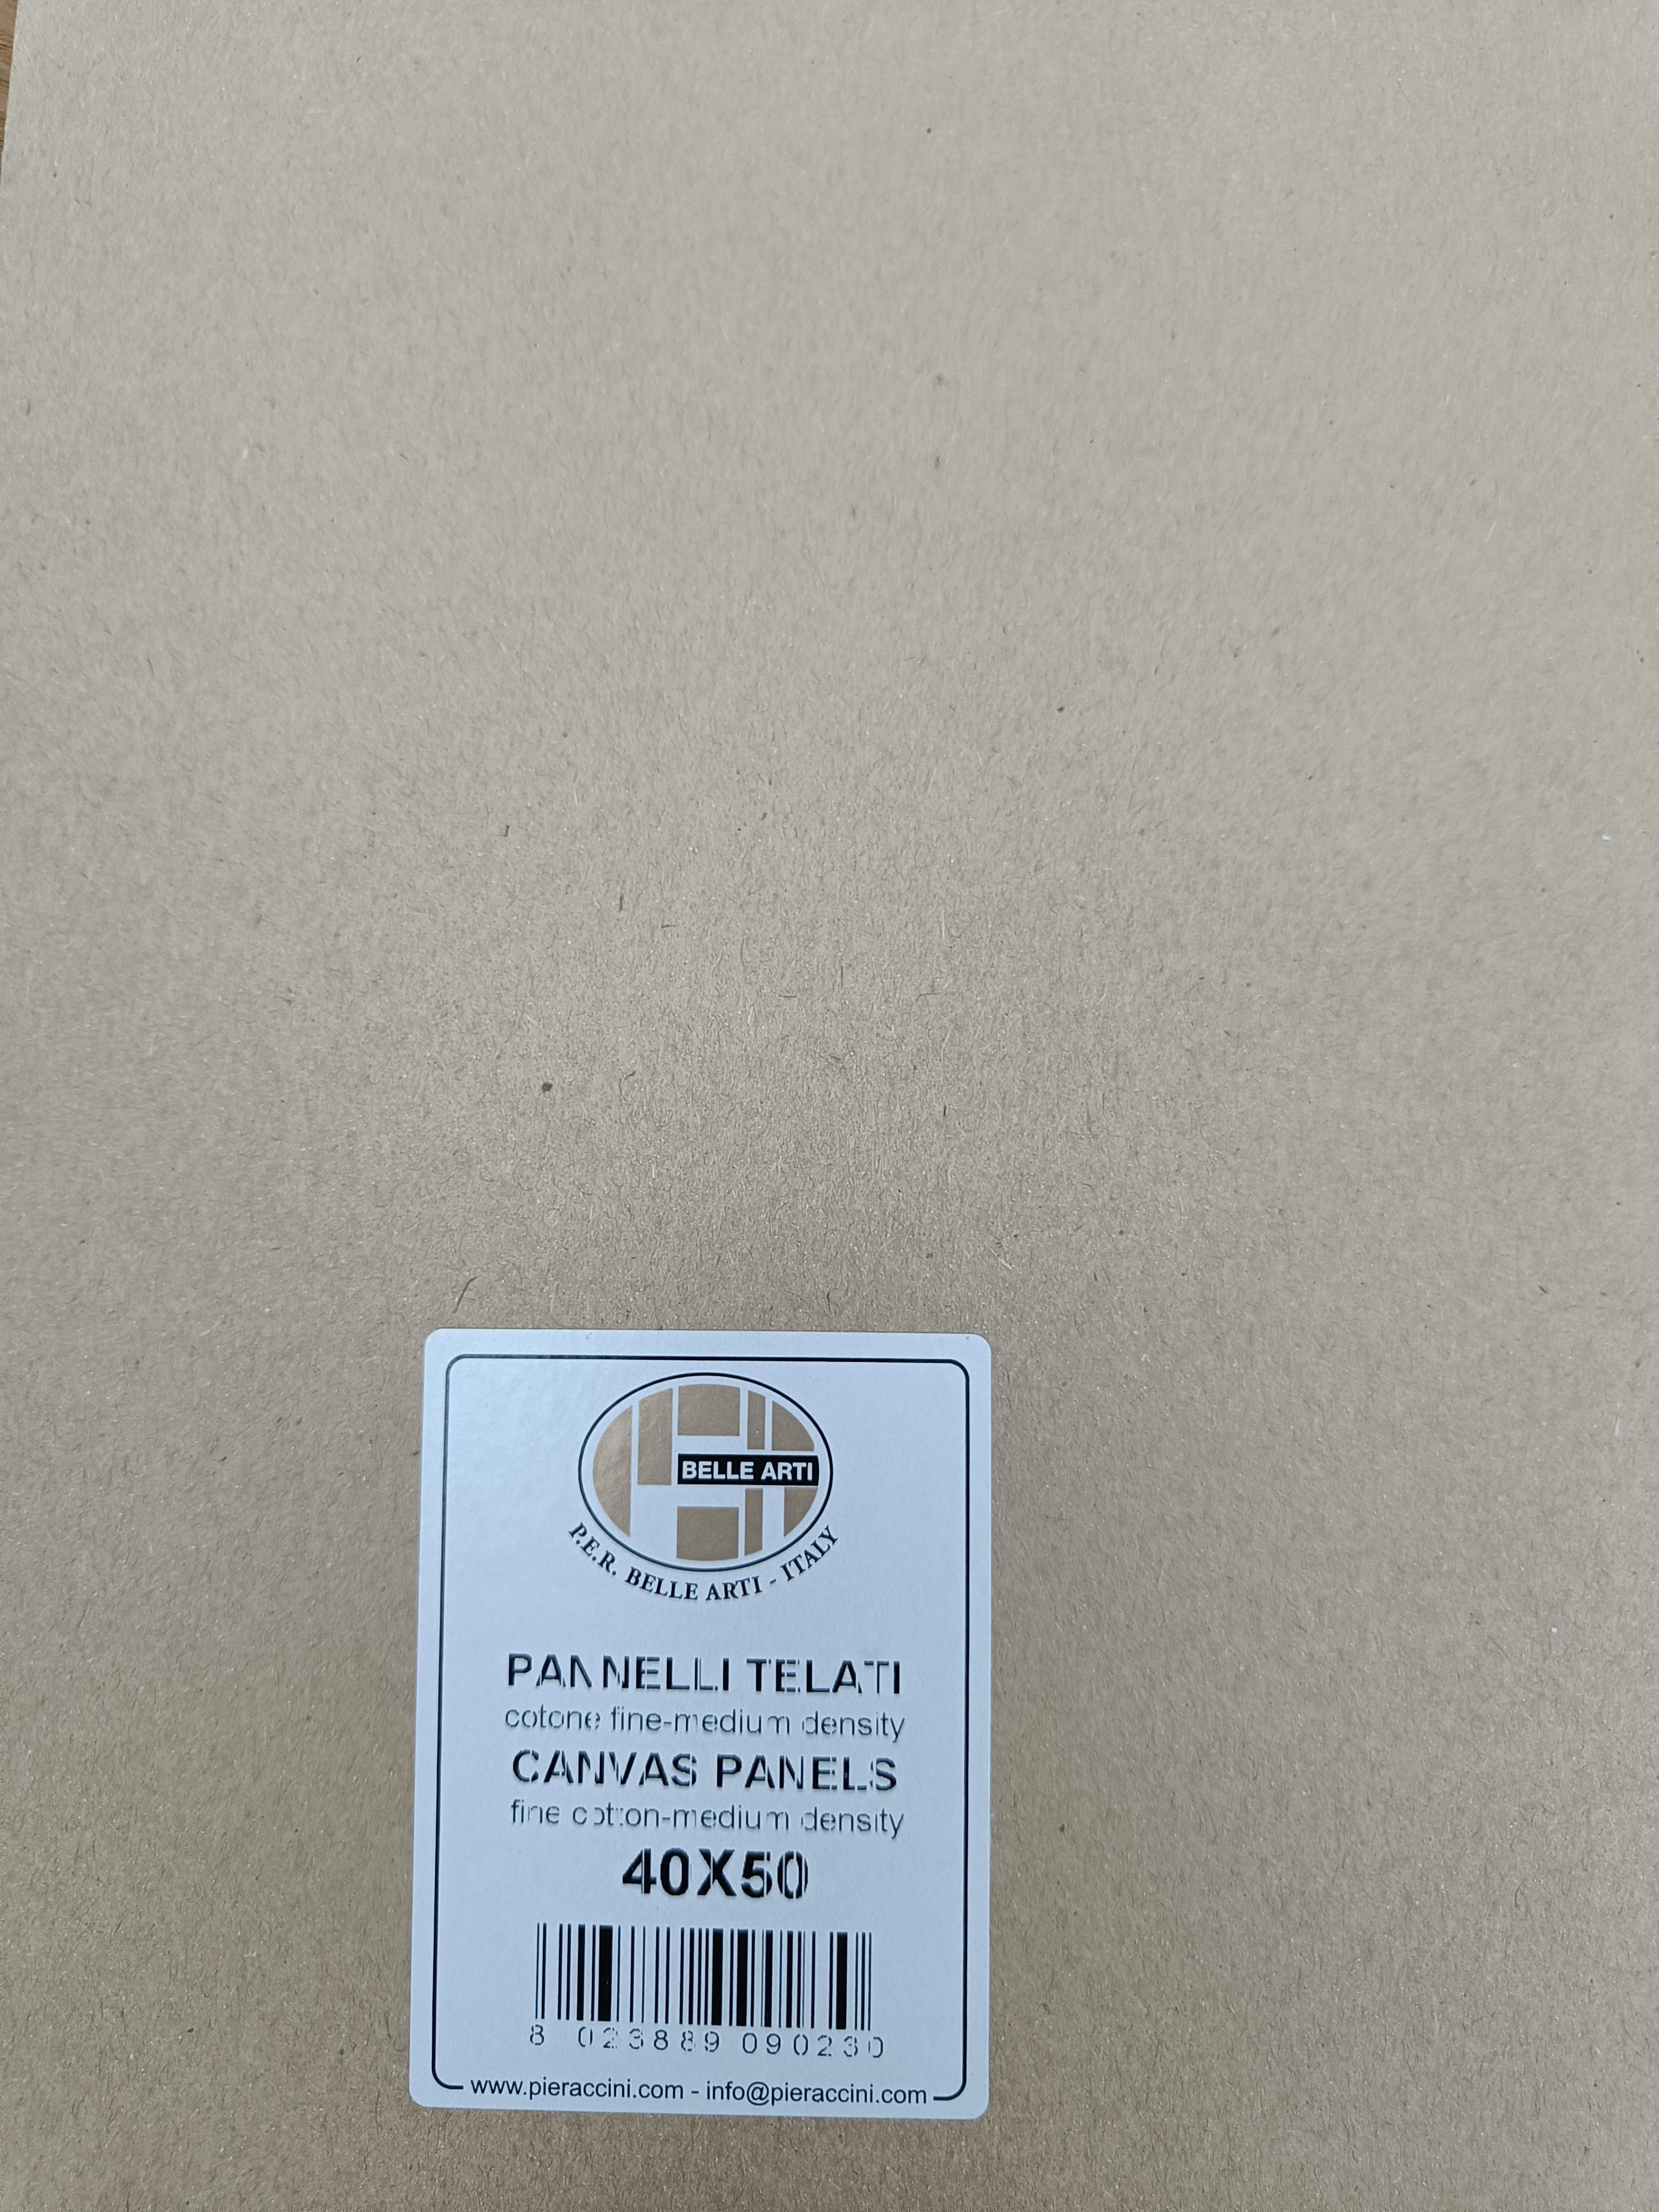 BELLE ARTI
P.E.R. BELLE ARTI - ITALY
PANNELLI TELATI
cotone fine-medium density
CANVAS PANELS
fine cotton-medium density
40X50
8 023889 090230
www.pieraccini.com - info@pieraccini.com